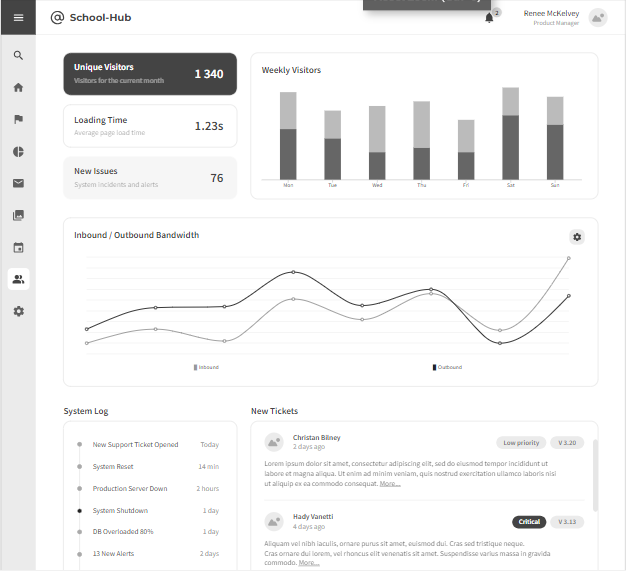 School-Hub
2
Renee McKelvey
Product Manager
Unique Visitors
Visitors for the current month
1 340
Loading Time
Average page load time
1.23s
New Issues
System incidents and alerts
76
Weekly Visitors
Mon Tue Wed Thu Fri Sat Sun
Inbound / Outbound Bandwidth
Inbound Outbound
System Log
New Support Ticket Opened Today
System Reset 14 min
Production Server Down 2 hours
System Shutdown 1 day
DB Overloaded 80% 1 day
13 New Alerts 2 days
New Tickets
Christan Bilney
2 days ago
Low priority V 3.20
Lorem ipsum dolor sit amet, consectetur adipiscing elit, sed do eiusmod tempor incididunt ut
labore et magna aliqua. Ut enim ad minim veniam, quis nostrud exercitation ullamco laboris nisi
ut aliquip ex ea commodo consequat. More...
Hady Vanetti
4 days ago
Critical V 3.13
Aliquam vel nibh iaculis, ornare purus sit amet, euismod dui. Cras sed tristique neque.
Cras ornare dui lorem, vel rhoncus elit venenatis sit amet. Suspendisse varius massa in gravida
commodo. More...